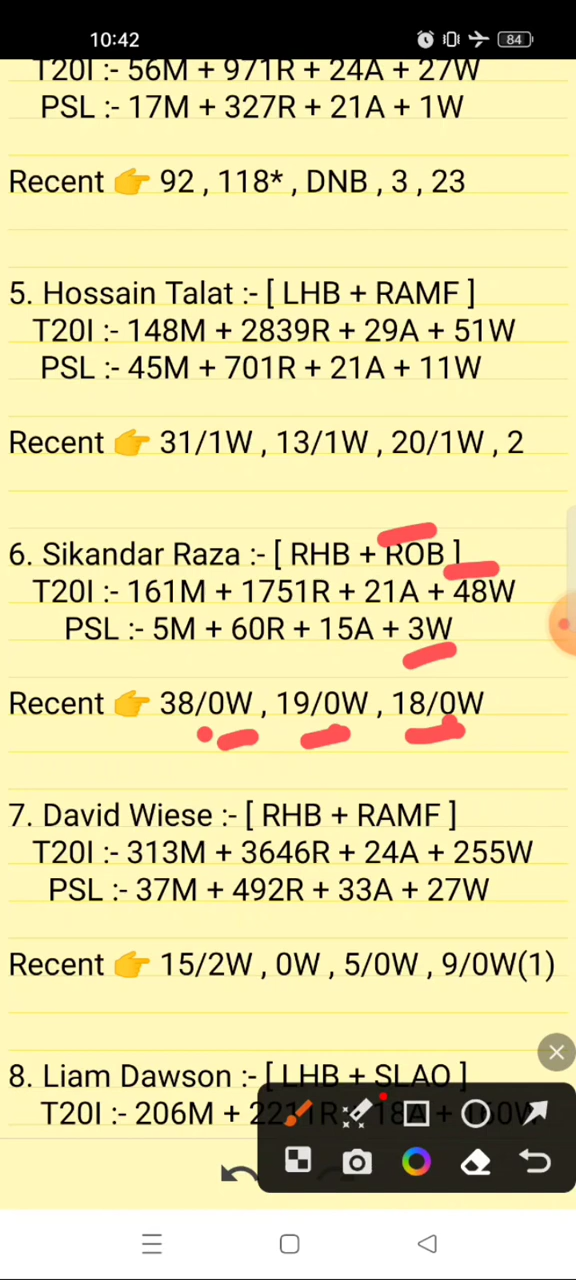 10:42
84
T20I :- 56M + 971R + 24A + 27W
PSL :- 17M + 327R + 21A + 1W
Recent 👉 92 , 118* , DNB , 3 , 23
5. Hossain Talat :- [ LHB + RAMF ]
T20I :- 148M + 2839R + 29A + 51W
PSL :- 45M + 701R + 21A + 11W
Recent 👉 31/1W , 13/1W , 20/1W , 2
6. Sikandar Raza :- [ RHB + ROB ]
T20I :- 161M + 1751R + 21A + 48W
PSL :- 5M + 60R + 15A + 3W
Recent 👉 38/0W , 19/0W , 18/0W
7. David Wiese :- [ RHB + RAMF ]
T20I :- 313M + 3646R + 24A + 255W
PSL :- 37M + 492R + 33A + 27W
Recent 👉 15/2W , 0W , 5/0W , 9/0W(1)
8. Liam Dawson :- [ LHB + SLAO ]
T20I :- 206M + 2211R + 18A + 160W